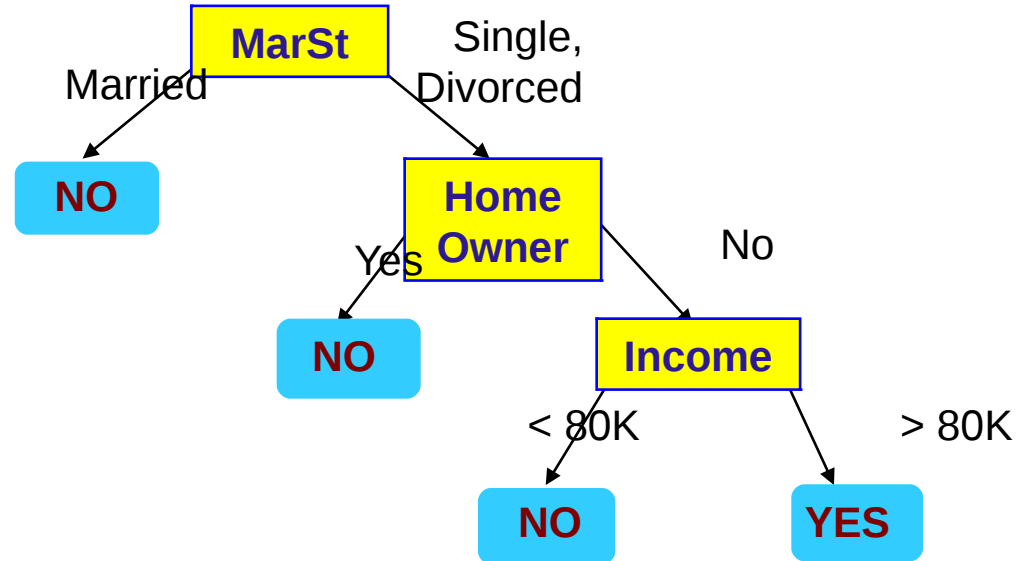 MarSt
Single,
Married
Divorced
NO
Home
Owner
Yes
No
NO
Income
< 80K
> 80K
NO
YES